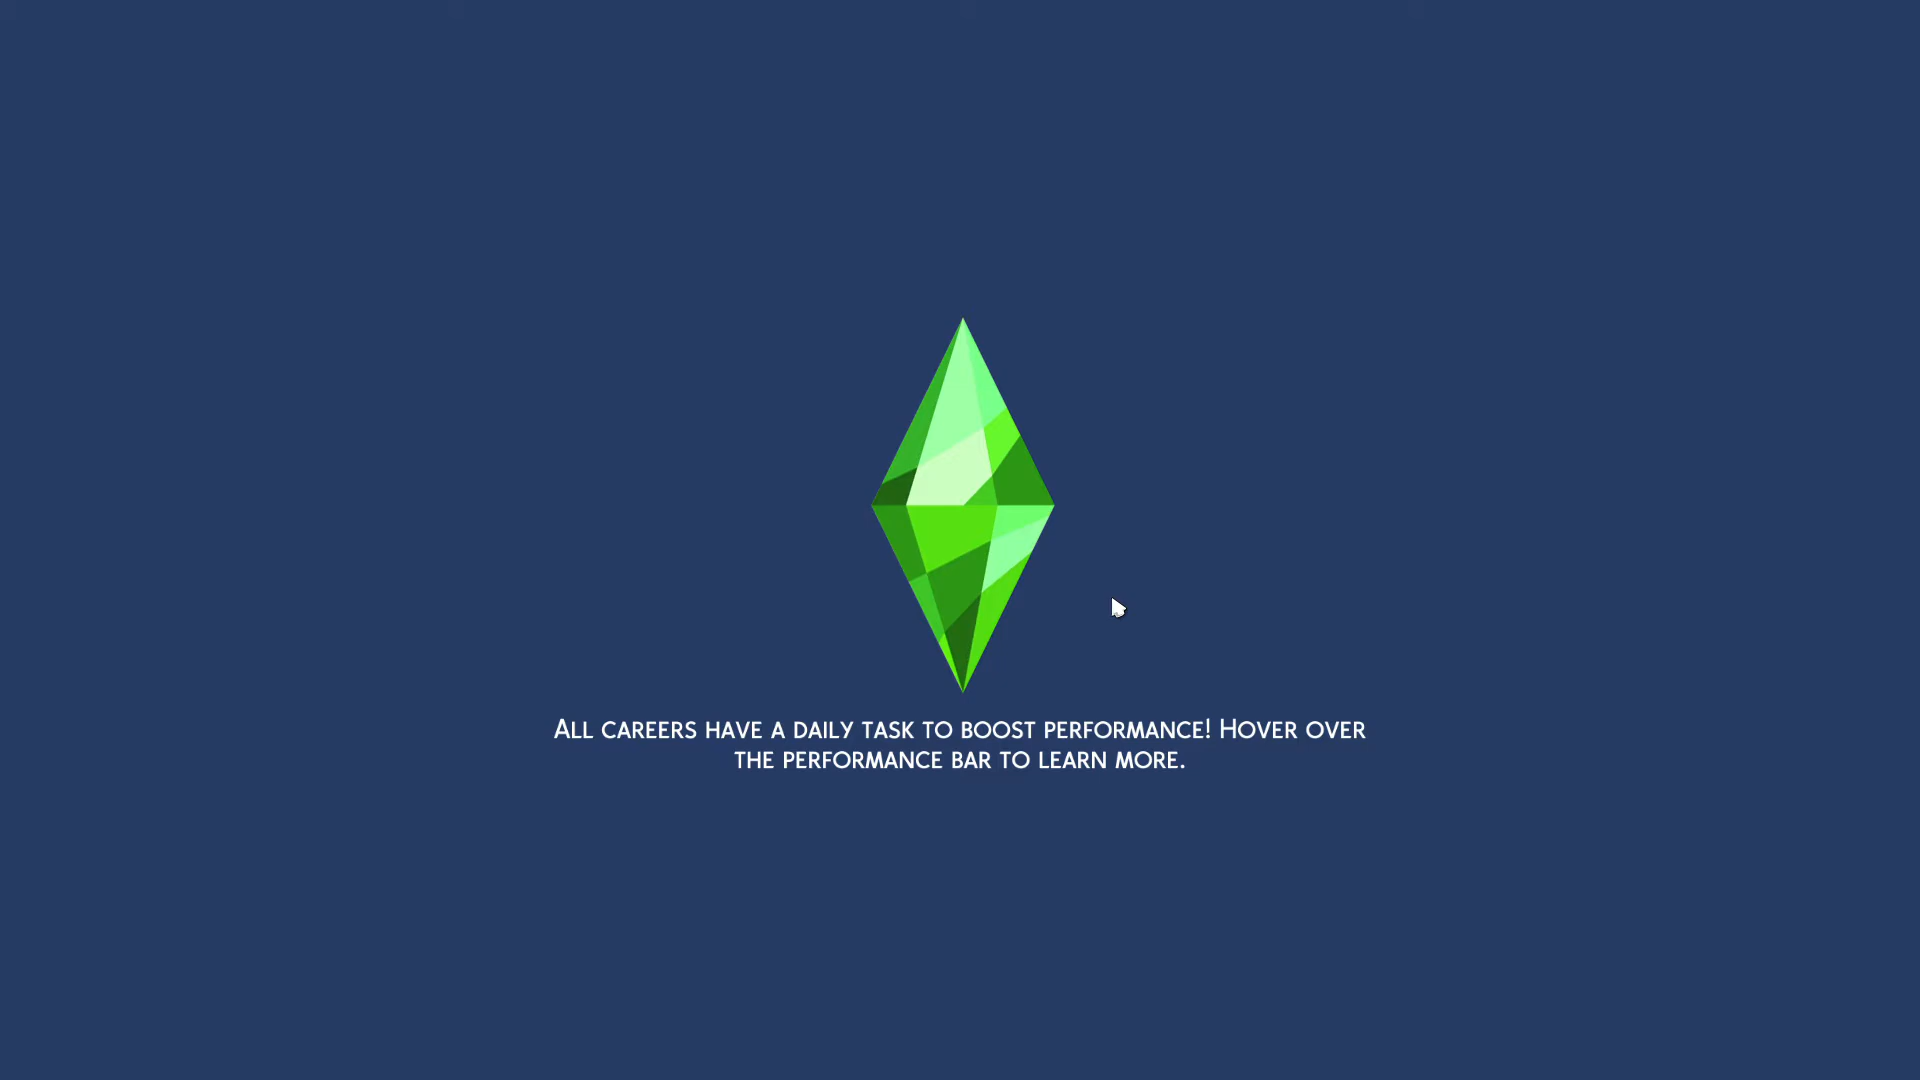 All careers have a daily task to boost performance! Hover over
the performance bar to learn more.